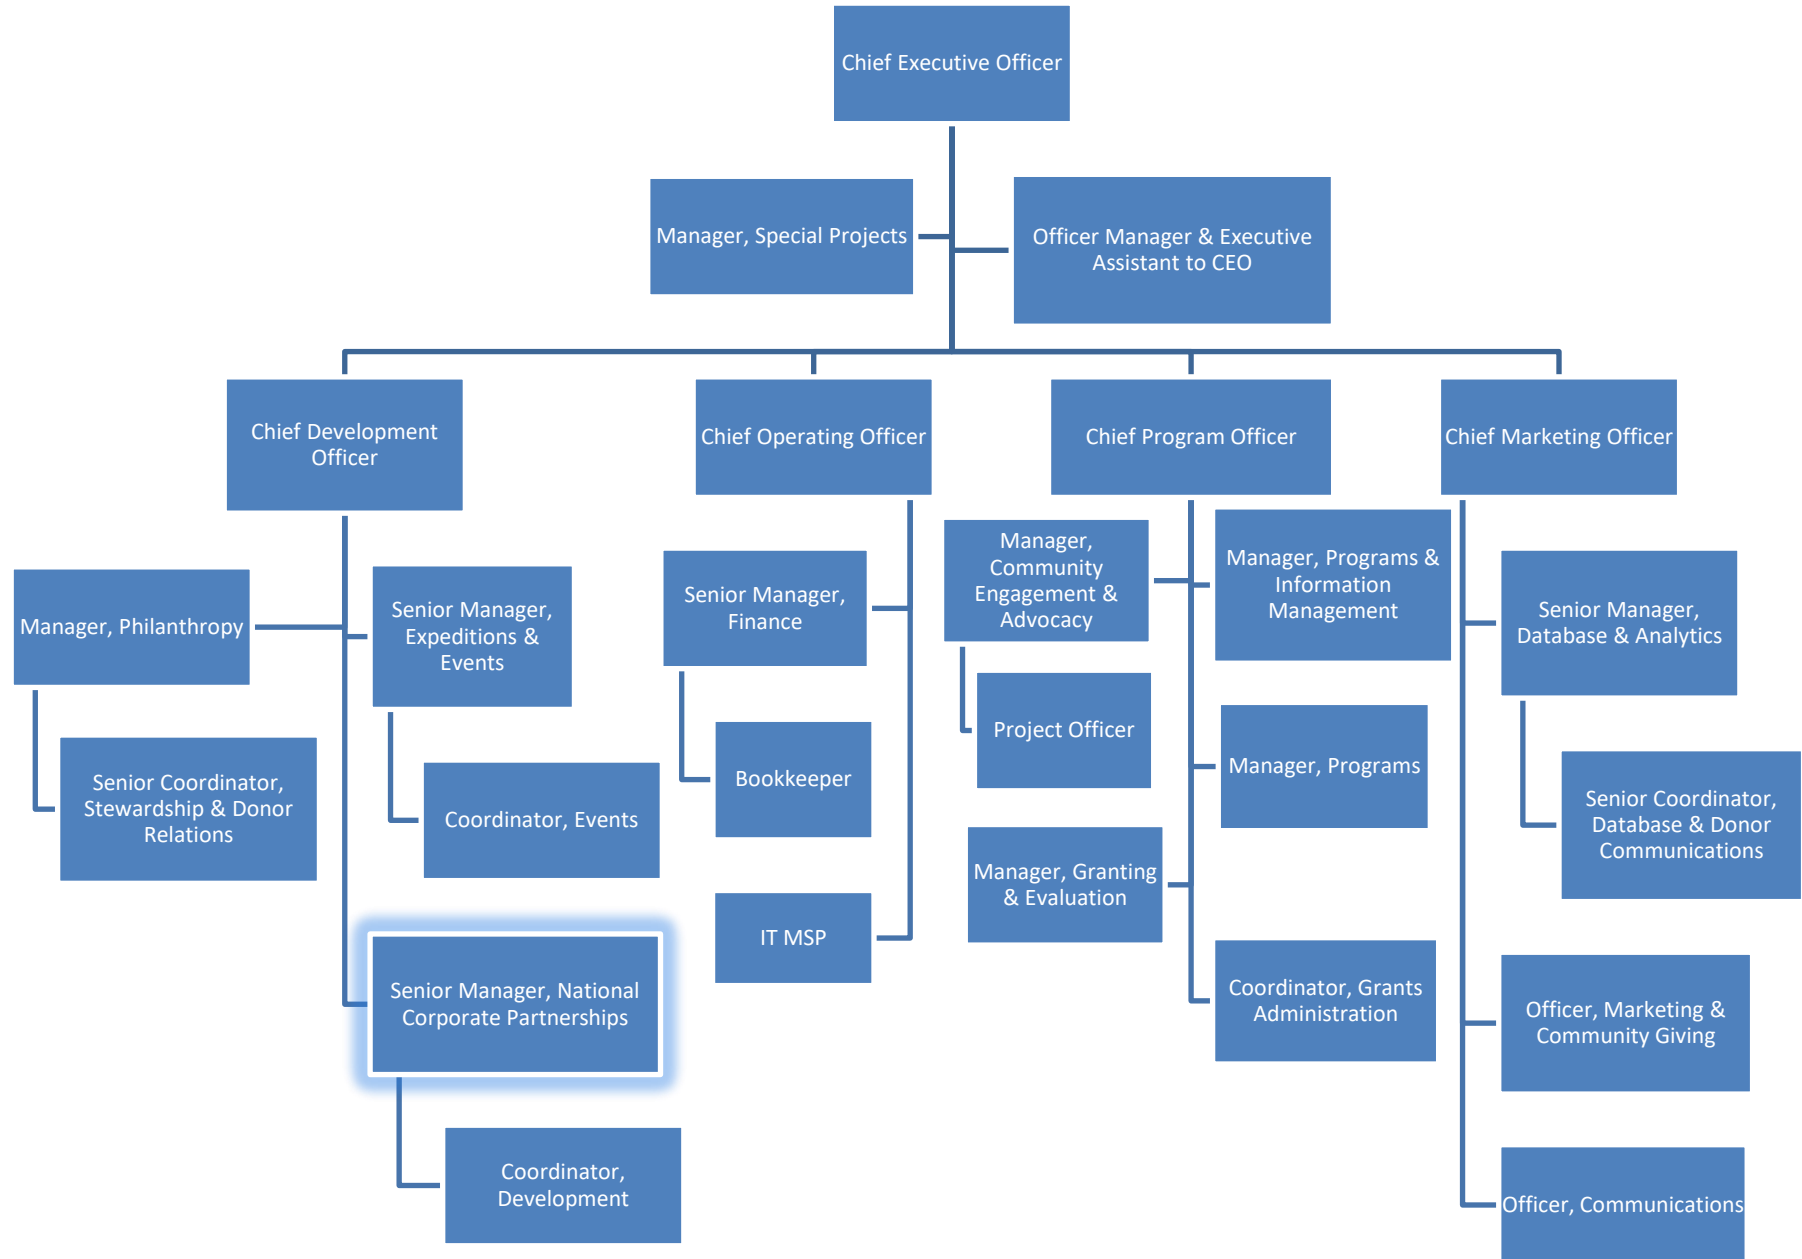 Chief Executive Officer
Manager, Special Projects
Officer Manager & Executive
Assistant to CEO
Chief Development
Officer
Chief Operating Officer
Chief Program Officer
Chief Marketing Officer
Manager, Philanthropy
Senior Coordinator,
Stewardship & Donor
Relations
Senior Manager,
Expeditions &
Events
Coordinator, Events
Senior Manager, National
Corporate Partnerships
Coordinator,
Development
Senior Manager,
Finance
Bookkeeper
IT MSP
Manager,
Community
Engagement &
Advocacy
Project Officer
Manager, Programs &
Information
Management
Manager, Programs
Manager, Granting
& Evaluation
Coordinator, Grants
Administration
Senior Manager,
Database & Analytics
Senior Coordinator,
Database & Donor
Communications
Officer, Marketing &
Community Giving
Officer, Communications